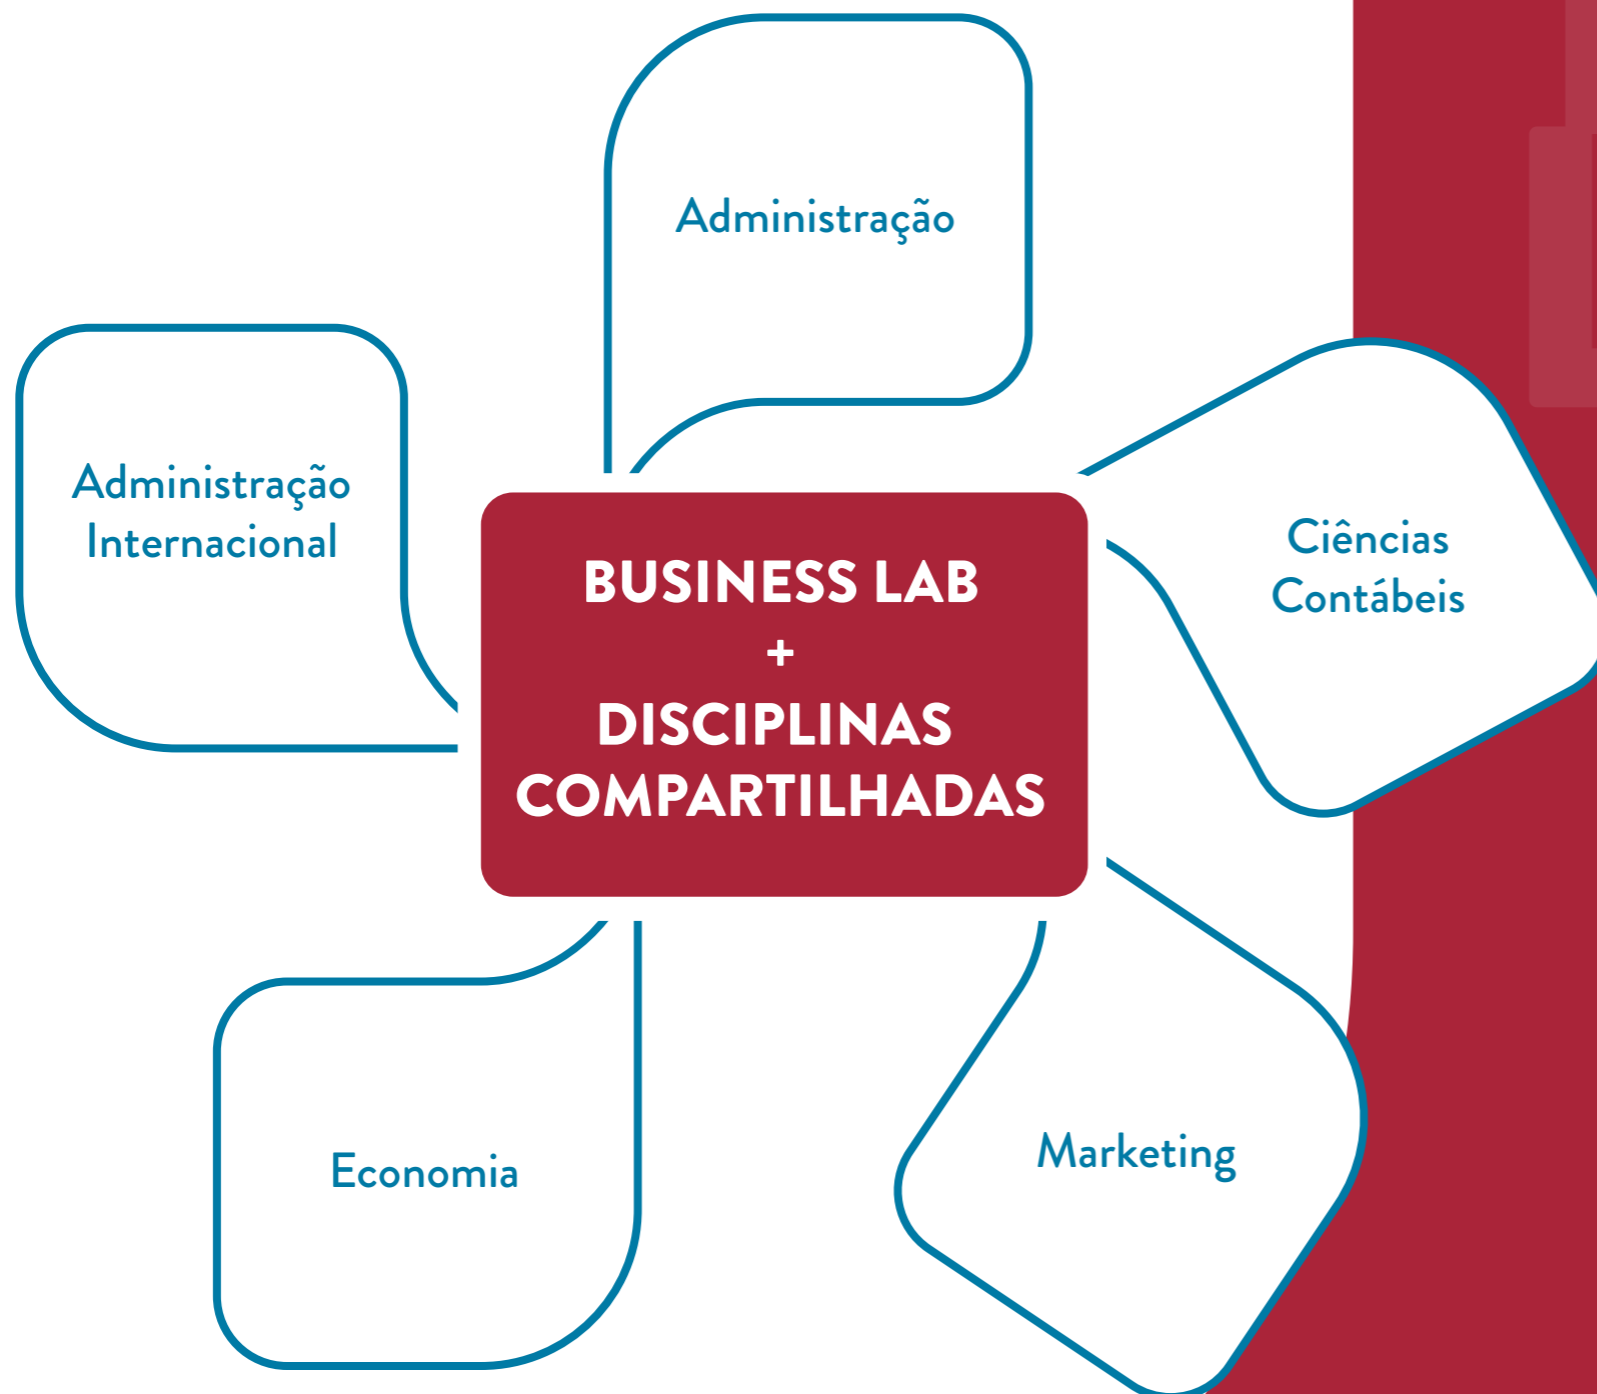 Administração
Administração
Internacional
Ciências
Contábeis
BUSINESS LAB
+
DISCIPLINAS
COMPARTILHADAS
Economia
Marketing